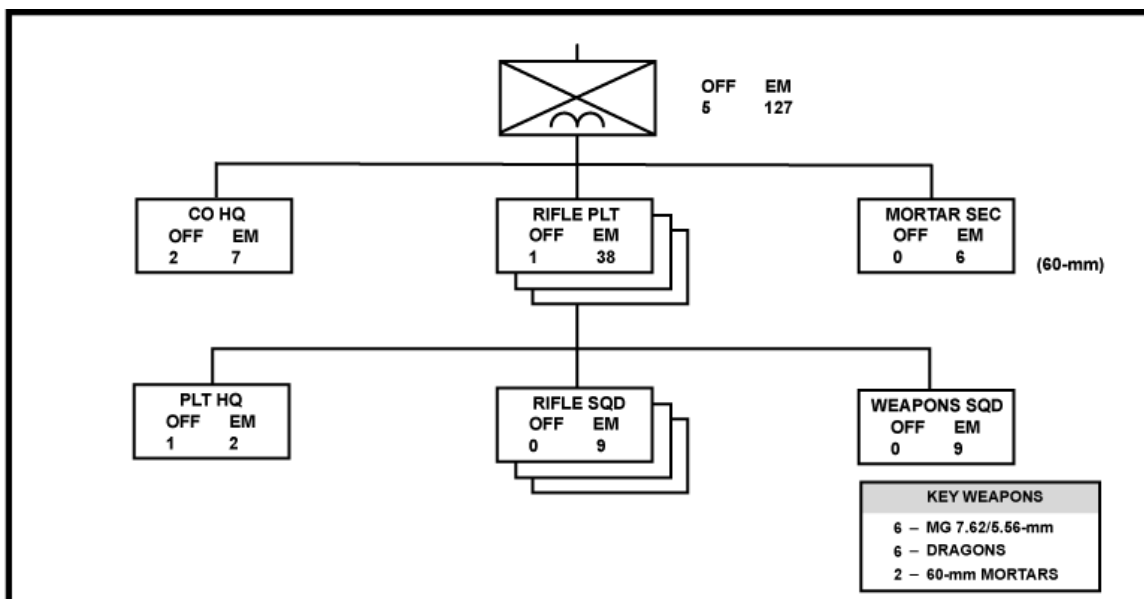 OFF EM
5 127
CO HQ
OFF EM
2 7
RIFLE PLT
OFF EM
1 38
MORTAR SEC
OFF EM
0 6
(60-mm)
PLT HQ
OFF EM
1 2
RIFLE SQD
OFF EM
0 9
WEAPONS SQD
OFF EM
0 9
KEY WEAPONS
6 – MG 7.62/5.56-mm
6 – DRAGONS
2 – 60-mm MORTARS